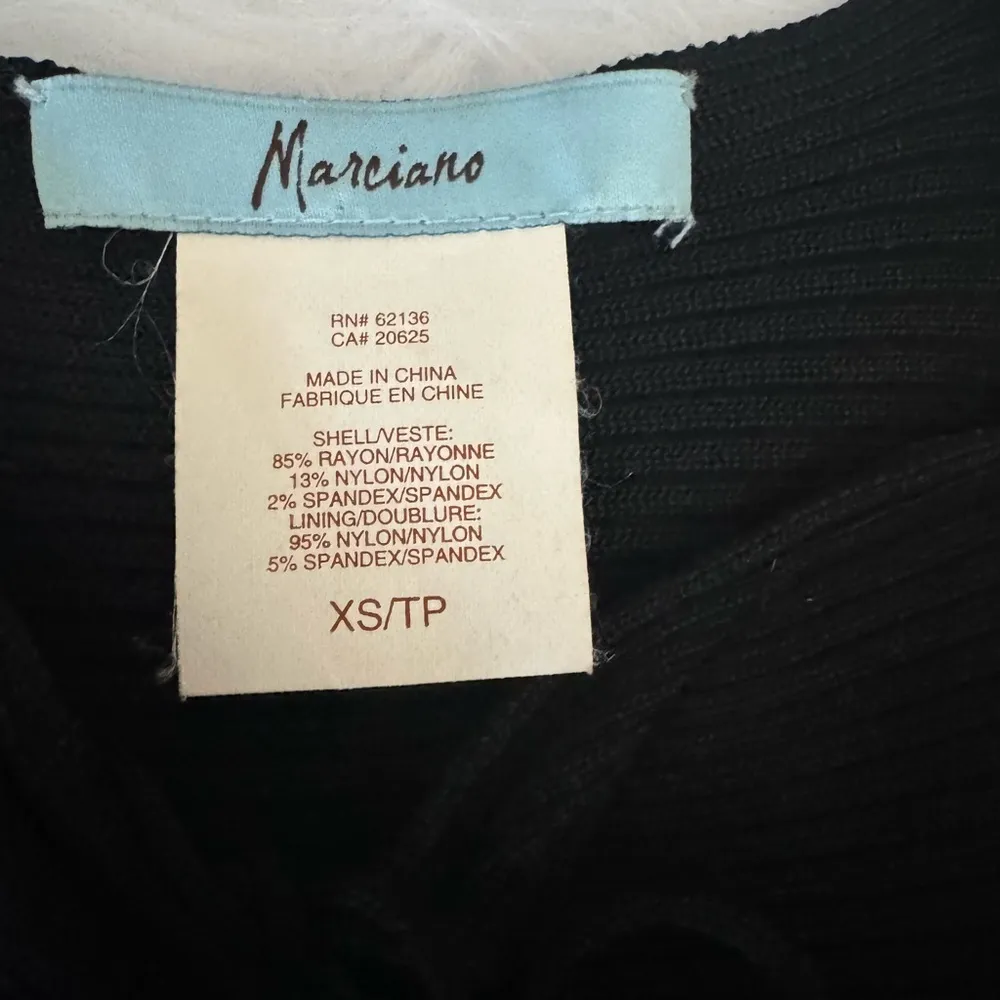 Marciano
RN# 62136
CA# 20625
MADE IN CHINA
FABRIQUE EN CHINE
SHELL/VESTE:
85% RAYON/RAYONNE
13% NYLON/NYLON
2% SPANDEX/SPANDEX
LINING/DOUBLURE:
95% NYLON/NYLON
5% SPANDEX/SPANDEX
XS/TP